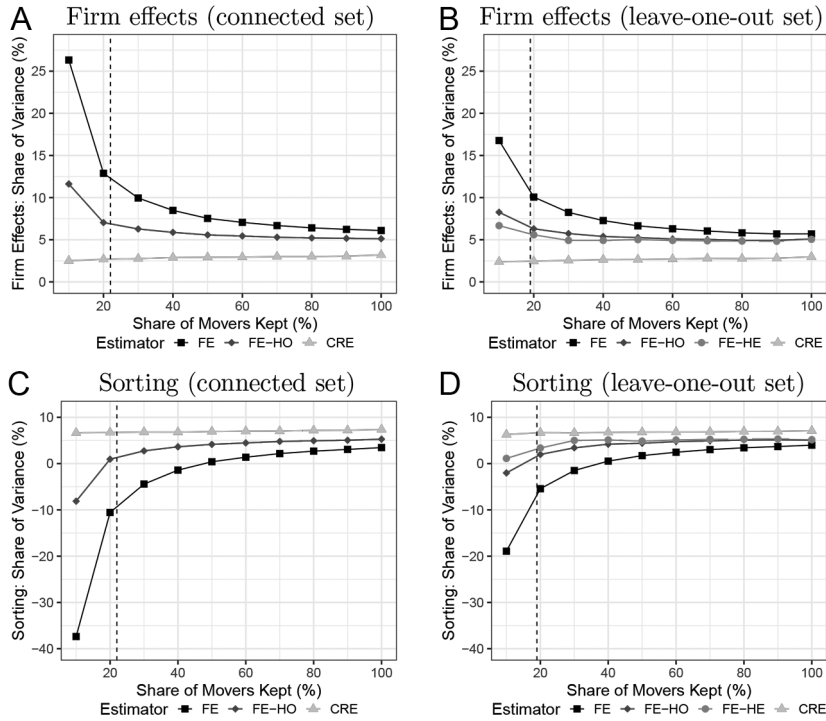 A Firm effects (connected set)
Firm Effects: Share of Variance (%)
25
20
15
10
5
0
20 40 60 80 100
Share of Movers Kept (%)
Estimator FE FE−HO CRE
B Firm effects (leave-one-out set)
Firm Effects: Share of Variance (%)
25
20
15
10
5
0
20 40 60 80 100
Share of Movers Kept (%)
Estimator FE FE−HO FE−HE CRE
C Sorting (connected set)
Sorting: Share of Variance (%)
10
0
−10
−20
−30
−40
20 40 60 80 100
Share of Movers Kept (%)
Estimator FE FE−HO CRE
D Sorting (leave-one-out set)
Sorting: Share of Variance (%)
10
0
−10
−20
−30
−40
20 40 60 80 100
Share of Movers Kept (%)
Estimator FE FE−HO FE−HE CRE